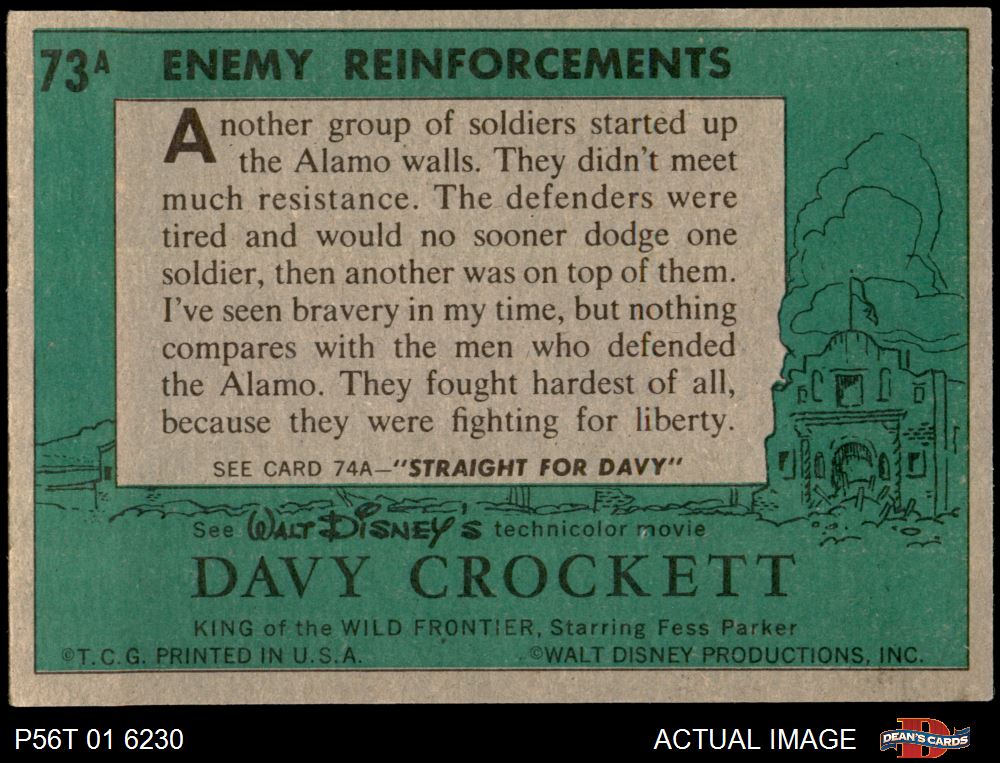 73A ENEMY REINFORCEMENTS
Another group of soldiers started up
the Alamo walls. They didn't meet
much resistance. The defenders were
tired and would no sooner dodge one
soldier, then another was on top of them.
I've seen bravery in my time, but nothing
compares with the men who defended
the Alamo. They fought hardest of all,
because they were fighting for liberty.
SEE CARD 74A—"STRAIGHT FOR DAVY"
See WALT DISNEY'S technicolor movie
DAVY CROCKETT
KING of the WILD FRONTIER, Starring Fess Parker
©T.C.G. PRINTED IN U.S.A. ©WALT DISNEY PRODUCTIONS, INC.
P56T 01 6230 ACTUAL IMAGE D DEAN'S CARDS